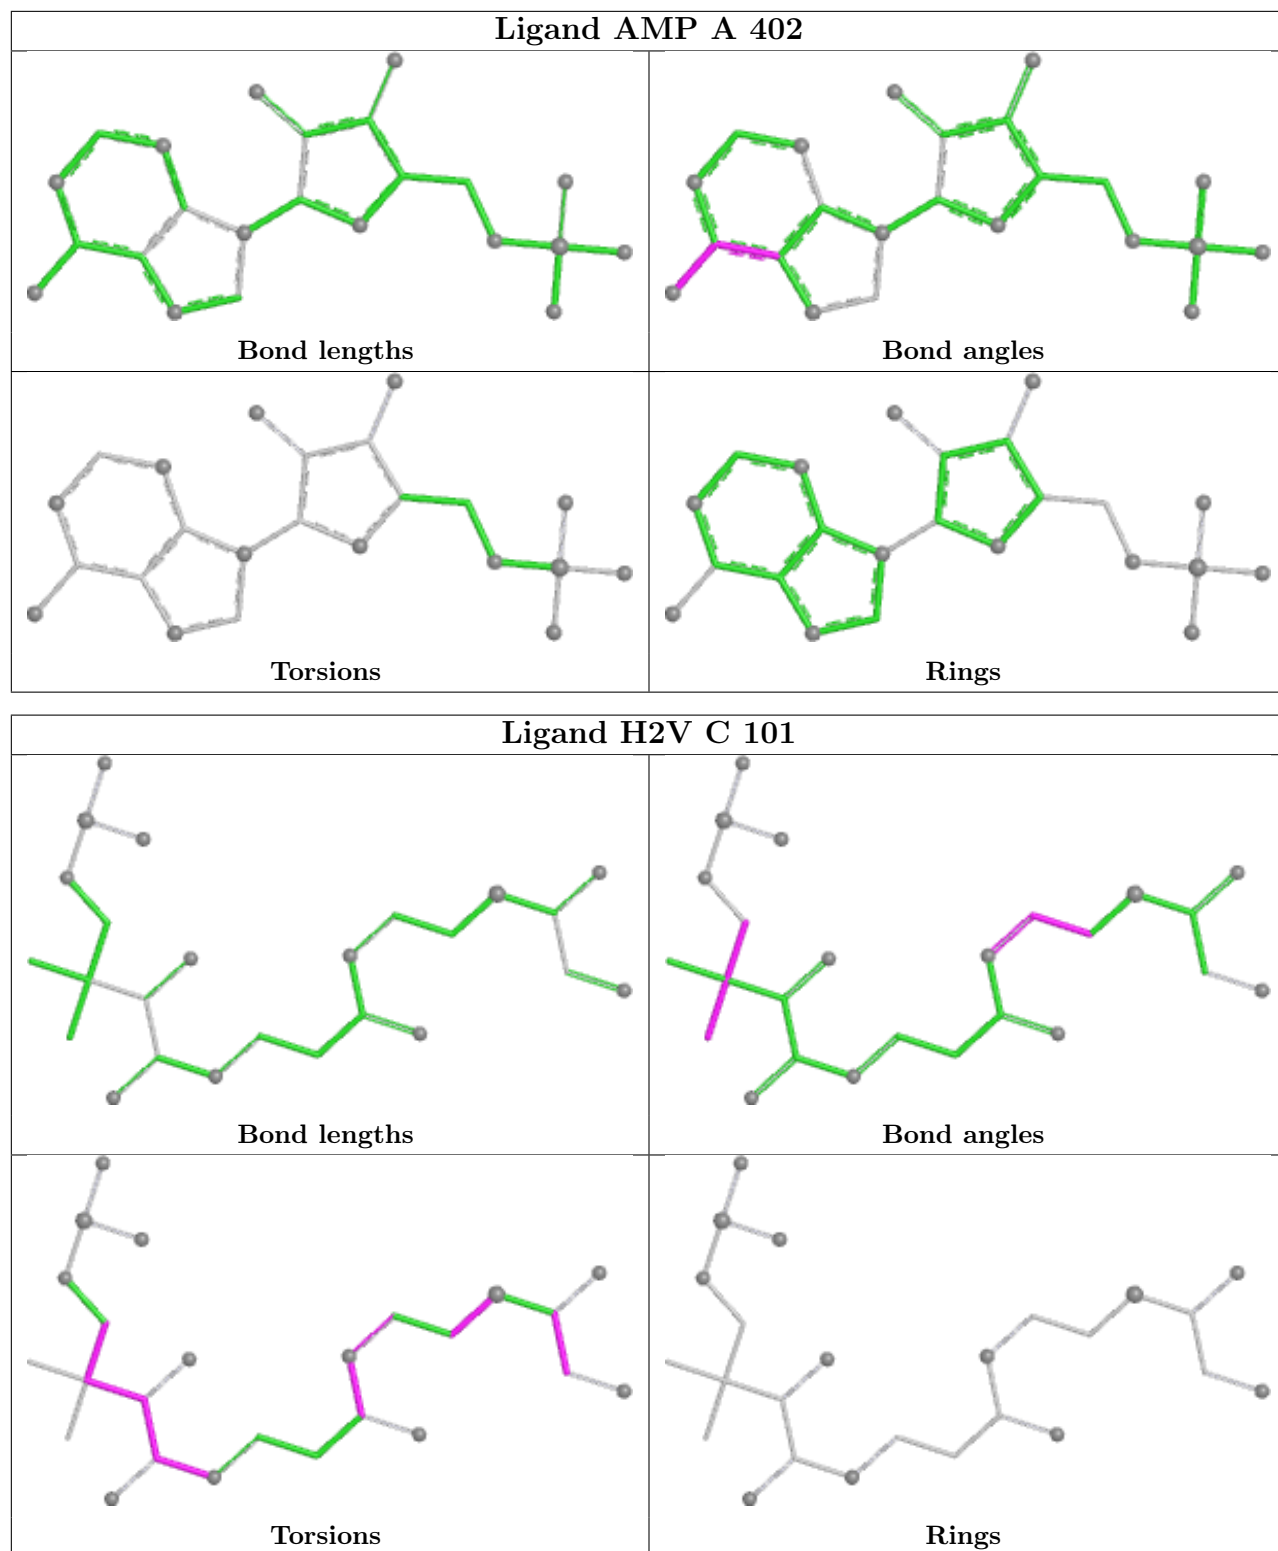 Ligand AMP A 402
Bond lengths
Bond angles
Torsions
Rings
Ligand H2V C 101
Bond lengths
Bond angles
Torsions
Rings